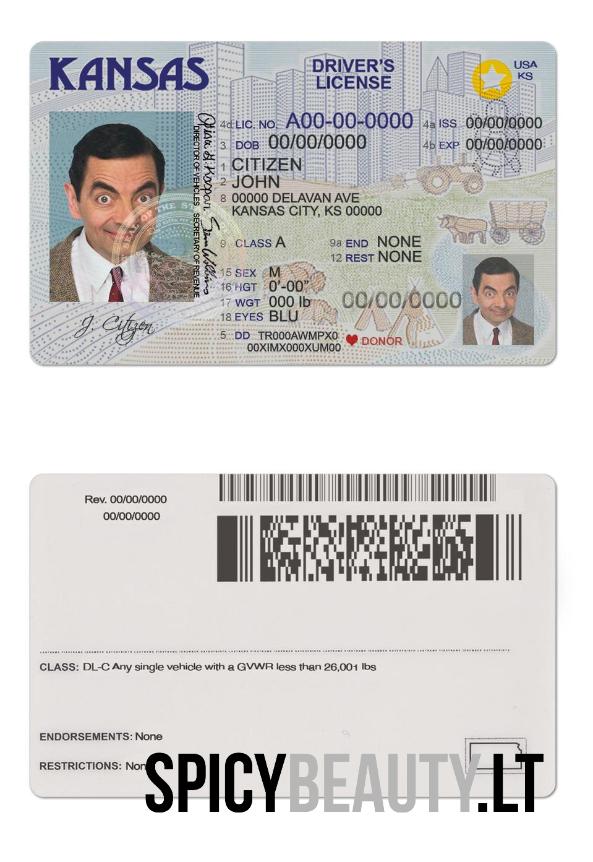 KANSAS
DRIVER'S
LICENSE
USA
KS
4d LIC. NO. A00-00-0000 4a ISS 00/00/0000
3. DOB 00/00/0000 4b EXP 00/00/0000
1 CITIZEN
2 JOHN
8 00000 DELAVAN AVE
KANSAS CITY, KS 00000
9 CLASS A 9a END NONE
12 REST NONE
15 SEX M
16 HGT 0'-00"
17 WGT 000 lb 00/00/0000
18 EYES BLU
5 DD TR000AWMPX0
00XIMX000XUM00
DONOR
DIRECTOR OF VEHICLES SECRETARY OF REVENUE
J. Citizen
Rev. 00/00/0000
00/00/0000
CLASS: DL-C Any single vehicle with a GVWR less than 26,001 lbs
ENDORSEMENTS: None
RESTRICTIONS: Non
SPICYBEAUTY.LT